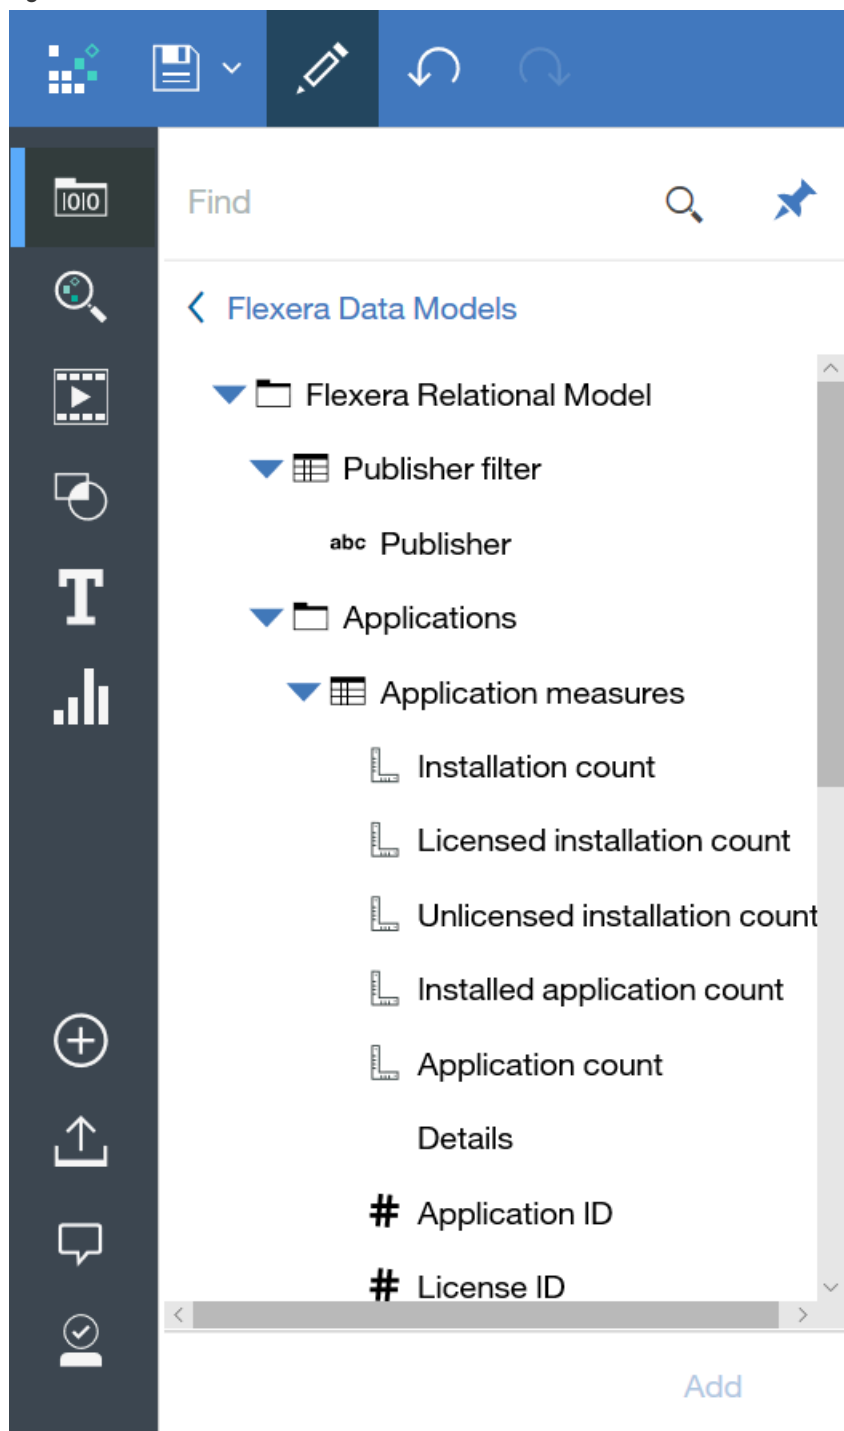 Find
Flexera Data Models
Flexera Relational Model
Publisher filter
abc Publisher
Applications
Application measures
Installation count
Licensed installation count
Unlicensed installation count
Installed application count
Application count
Details
# Application ID
# License ID
Add